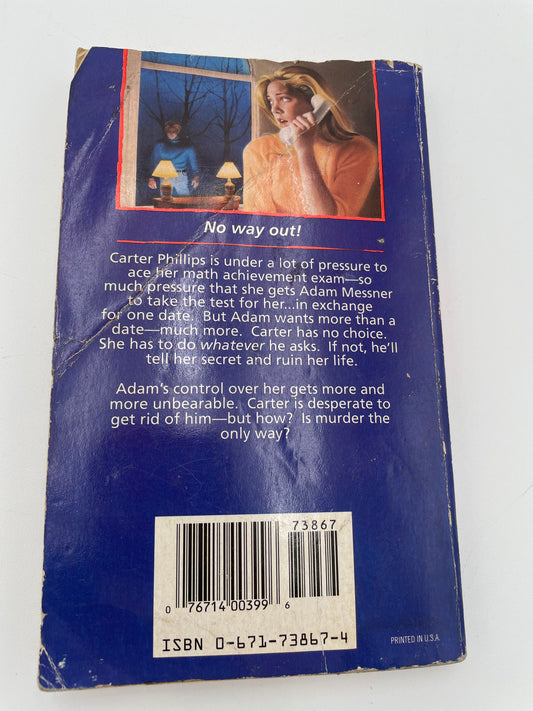 No way out!
Carter Phillips is under a lot of pressure to
ace her math achievement exam—so
much pressure that she gets Adam Messner
to take the test for her...in exchange
for one date. But Adam wants more than a
date—much more. Carter has no choice.
She has to do whatever he asks. If not, he'll
tell her secret and ruin her life.
Adam's control over her gets more and
more unbearable. Carter is desperate to
get rid of him—but how? Is murder the
only way?
73867
0 76714 00399 6
ISBN 0-671-73867-4
PRINTED IN U.S.A.